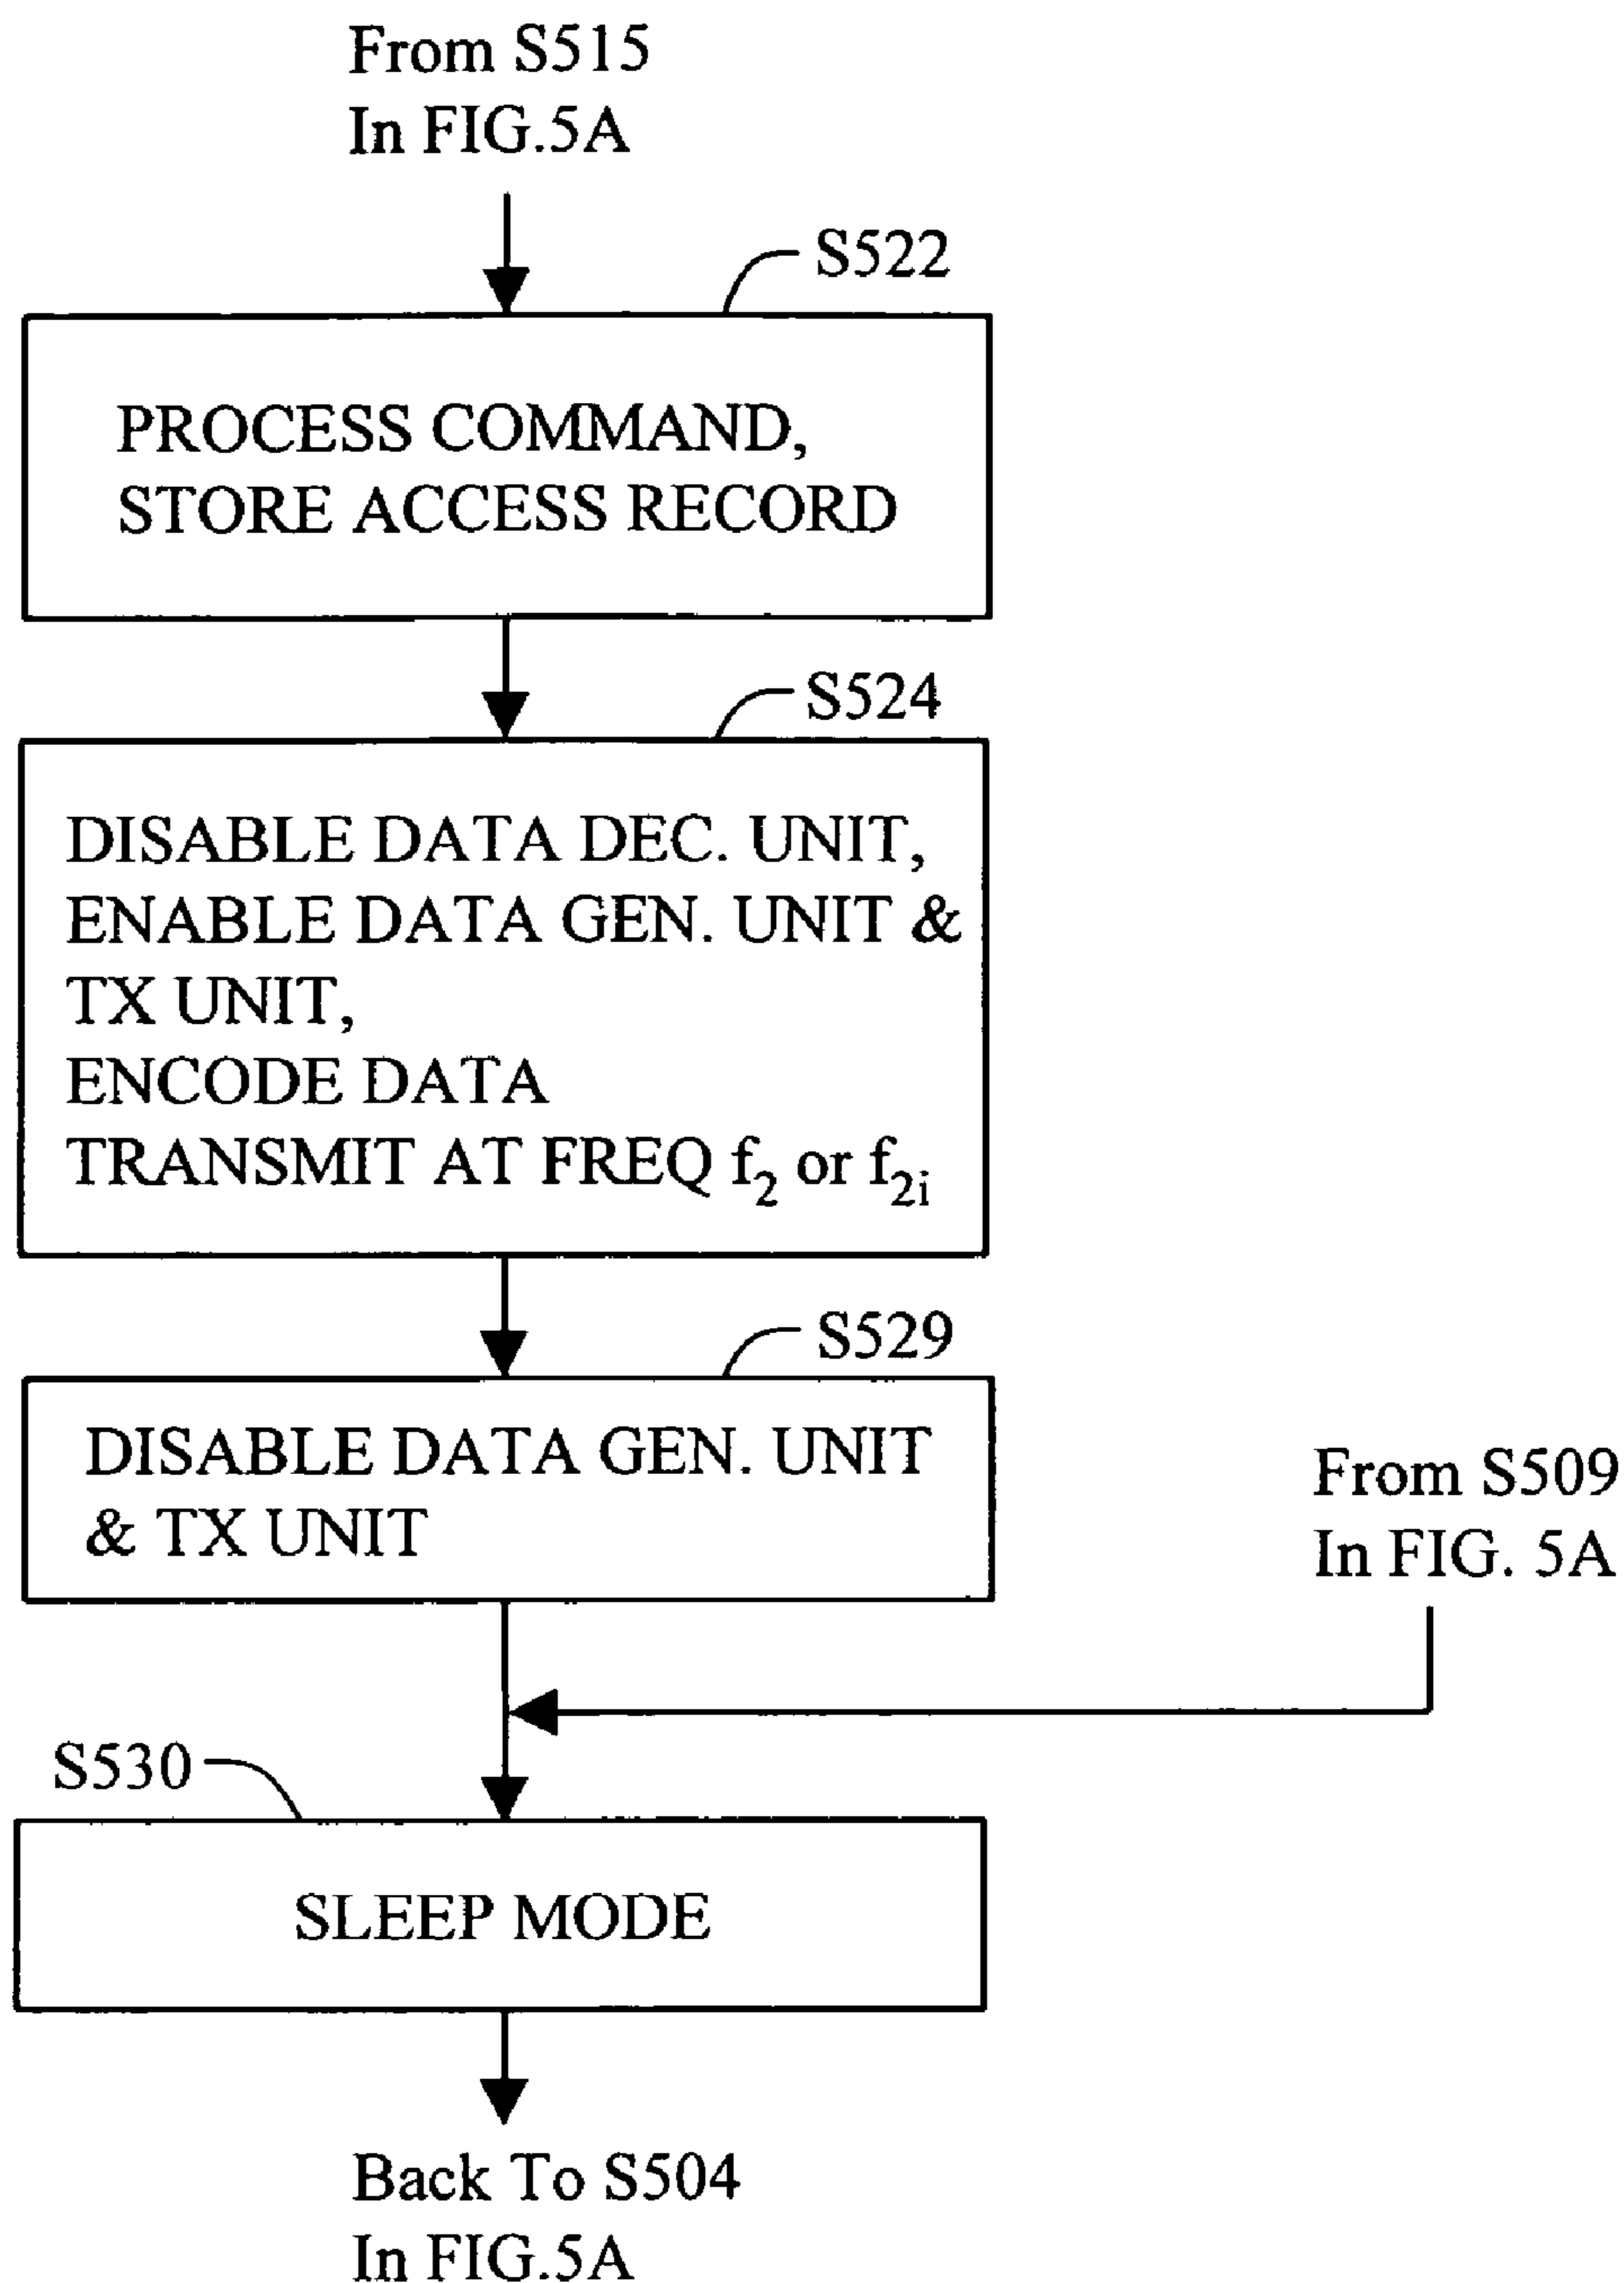 From S515
In FIG.5A
S522
PROCESS COMMAND,
STORE ACCESS RECORD
S524
DISABLE DATA DEC. UNIT,
ENABLE DATA GEN. UNIT &
TX UNIT,
ENCODE DATA
TRANSMIT AT FREQ f2 or f2i
S529
DISABLE DATA GEN. UNIT
& TX UNIT
From S509
In FIG. 5A
S530
SLEEP MODE
Back To S504
In FIG.5A